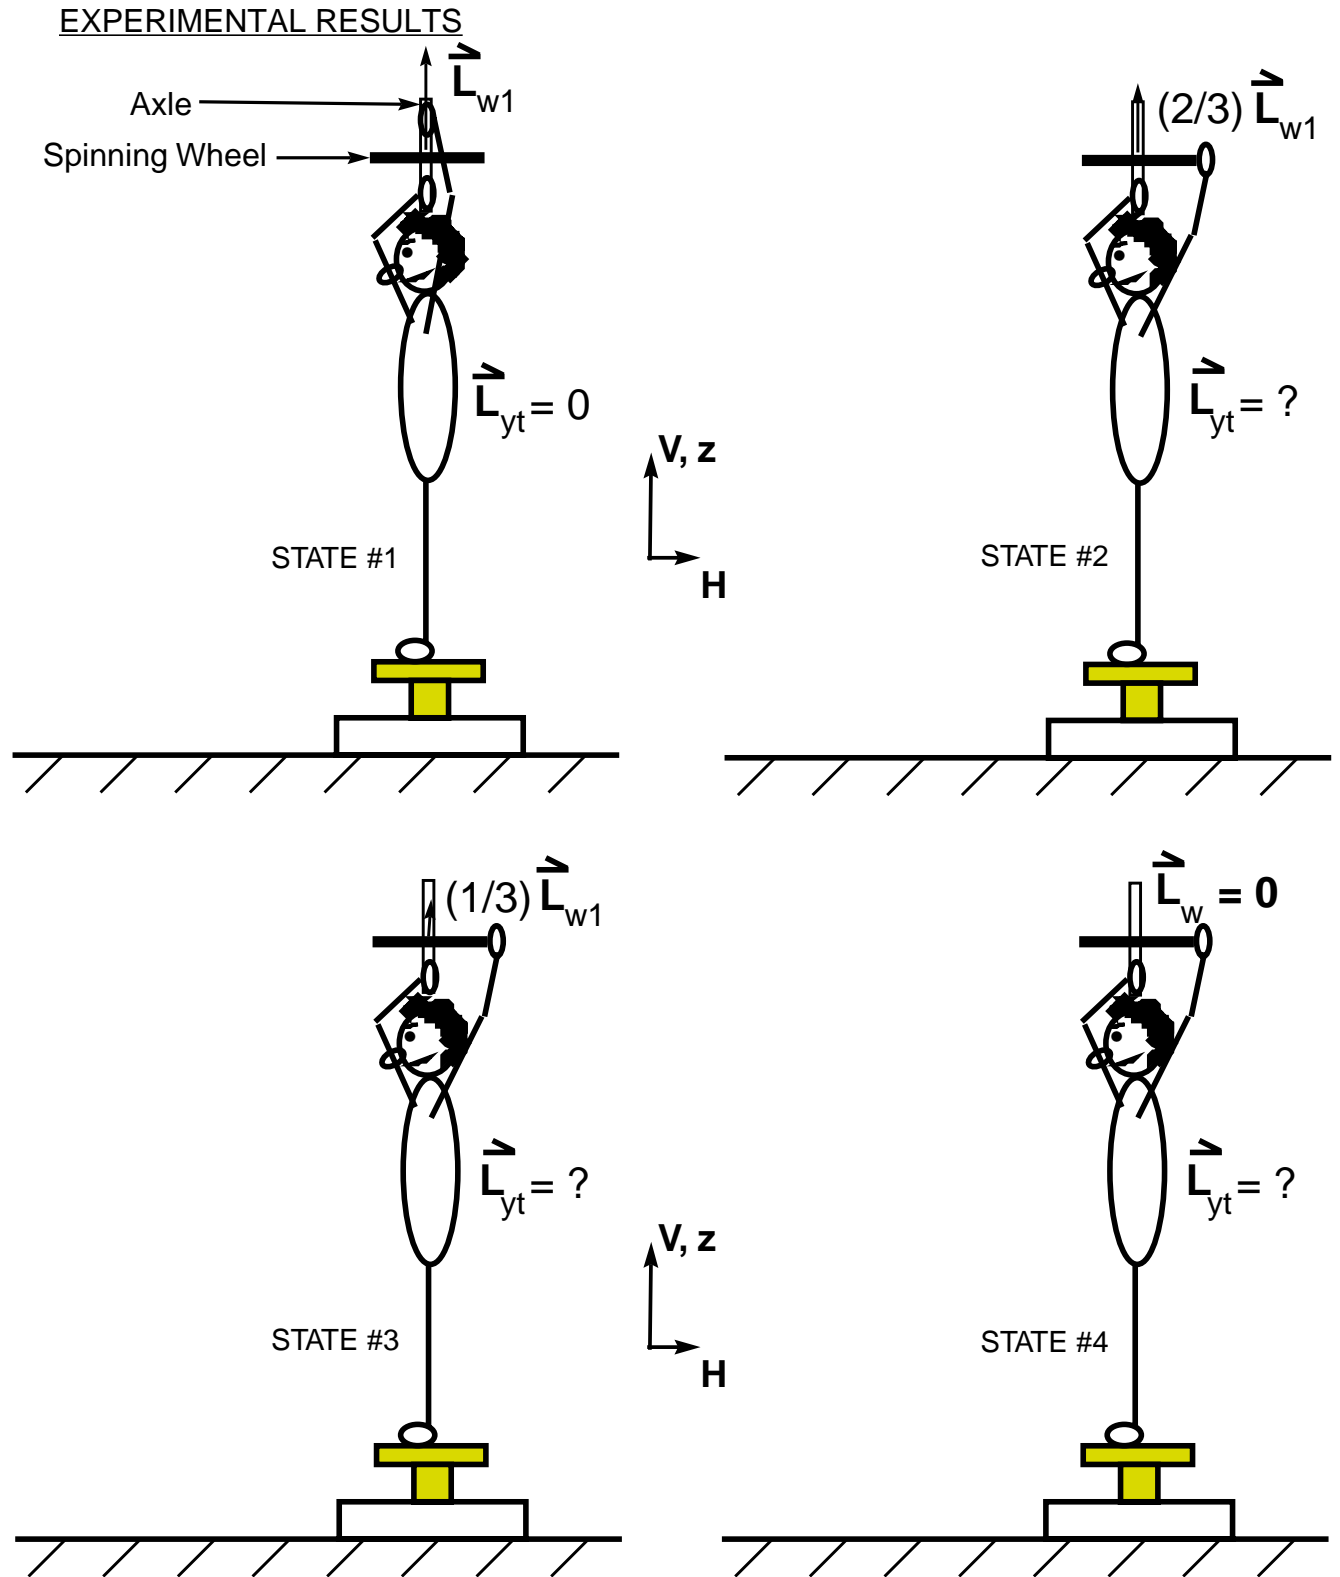 EXPERIMENTAL RESULTS
L⃗w1
Axle
Spinning Wheel
L⃗yt = 0
STATE #1
V, z
H
(2/3) L⃗w1
L⃗yt = ?
STATE #2
(1/3) L⃗w1
L⃗yt = ?
STATE #3
V, z
H
L⃗w = 0
L⃗yt = ?
STATE #4